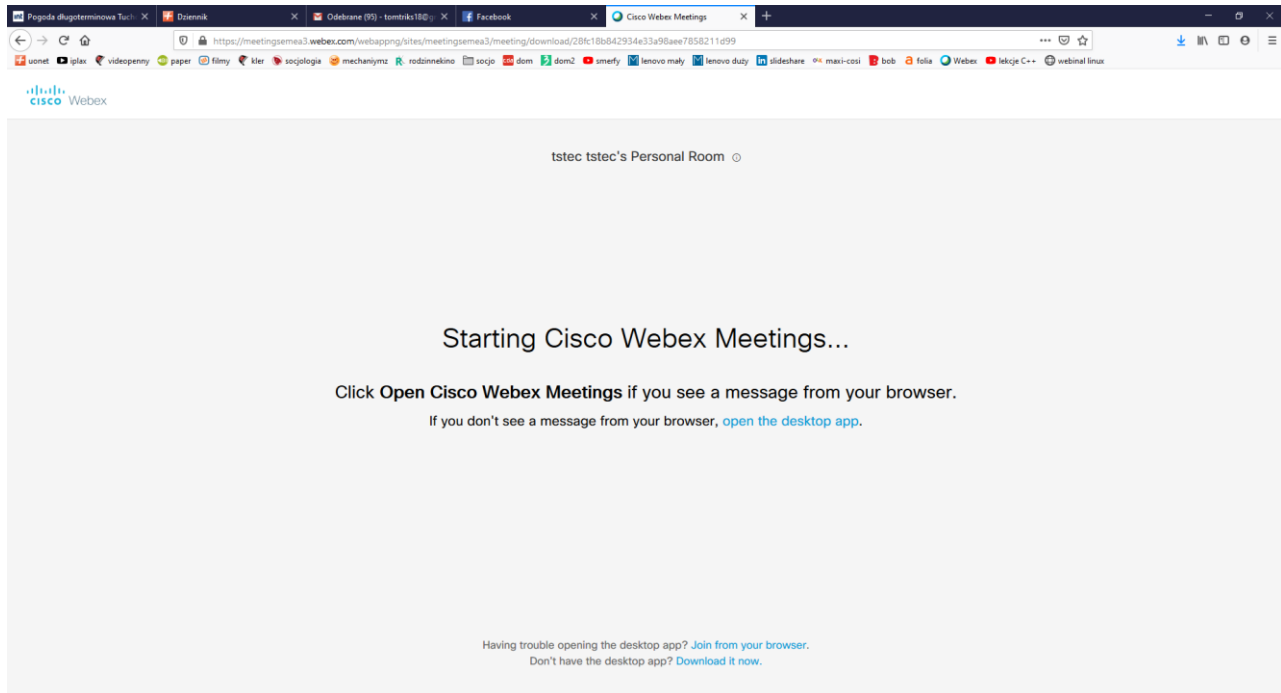 Pogoda długoterminowa Tuch
Dziennik
Odebrane (95) - tomtriks18@g
Facebook
Cisco Webex Meetings
https://meetingsemea3.webex.com/webappng/sites/meetingsemea3/meeting/download/28fc18b842934e33a98aee7858211d99
uonet iplax videopenny paper filmy kler socjologia mechaniymz rodzinnekino socjo dom dom2 smerfy lenovo mały lenovo duży slideshare maxi-cosi bob folia Webex lekcje C++ webinal linux
cisco Webex
tstec tstec's Personal Room
Starting Cisco Webex Meetings...
Click Open Cisco Webex Meetings if you see a message from your browser.
If you don't see a message from your browser, open the desktop app.
Having trouble opening the desktop app? Join from your browser.
Don't have the desktop app? Download it now.